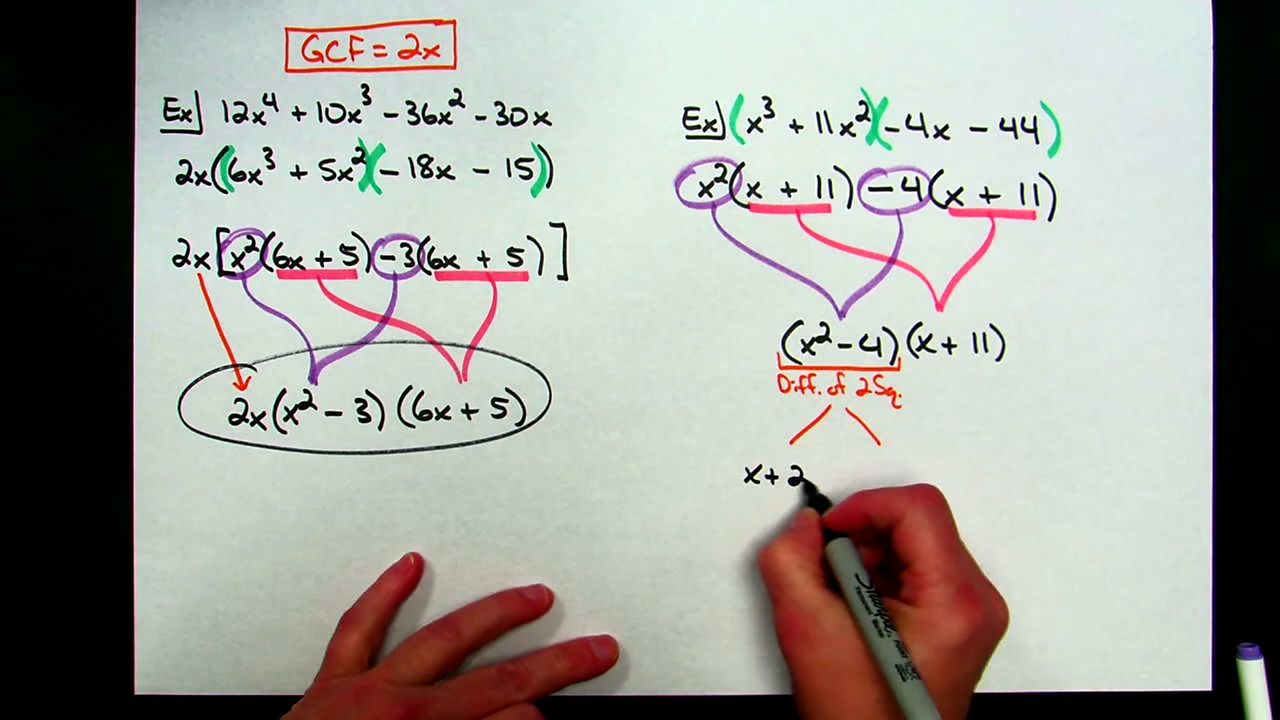 GCF = 2x
Ex] 12x⁴ + 10x³ - 36x² - 30x
2x((6x³ + 5x²)(- 18x - 15))
2x[x²(6x + 5) - 3(6x + 5)]
2x(x² - 3)(6x + 5)
Ex] (x³ + 11x²)(- 4x - 44)
x²(x + 11) - 4(x + 11)
(x² - 4)(x + 11)
Diff. of 2 Sq.
x + 2
Sharpie